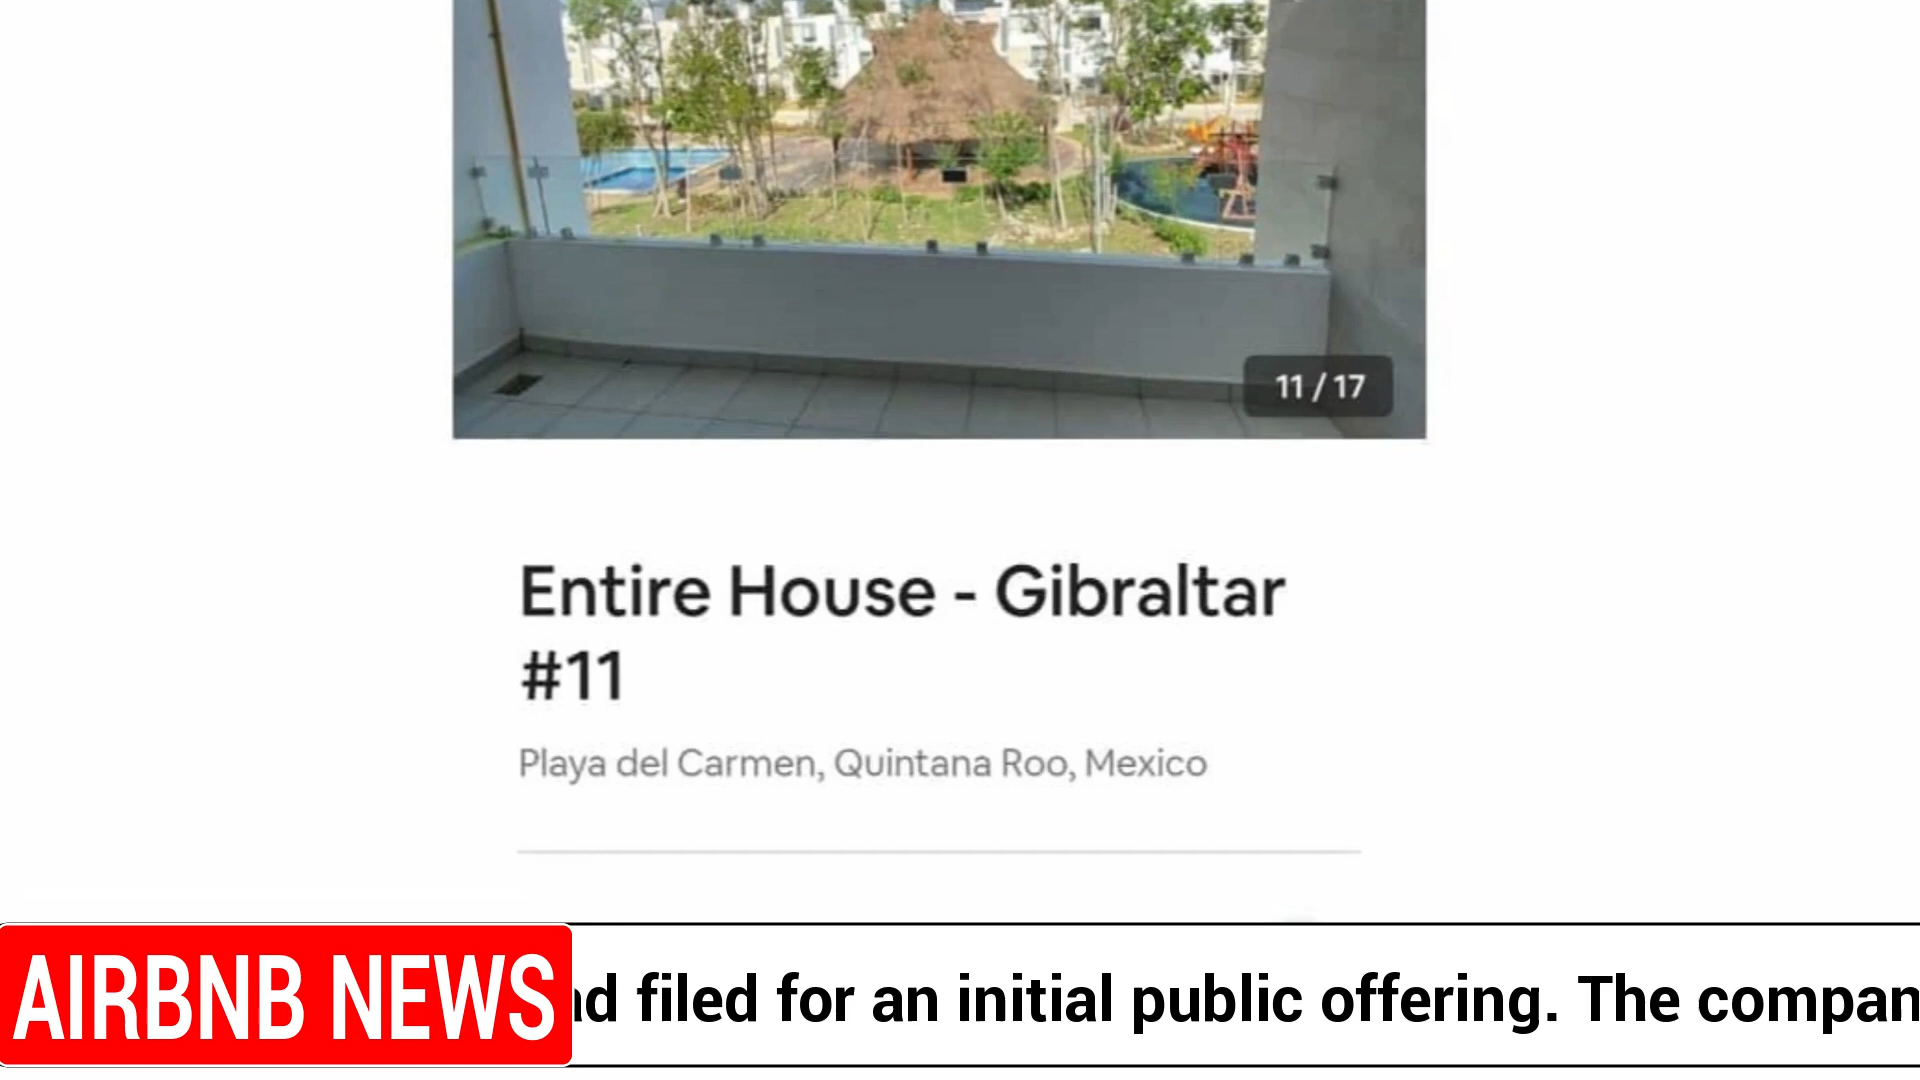 11 / 17
Entire House - Gibraltar
#11
Playa del Carmen, Quintana Roo, Mexico
AIRBNB NEWS
filed for an initial public offering. The